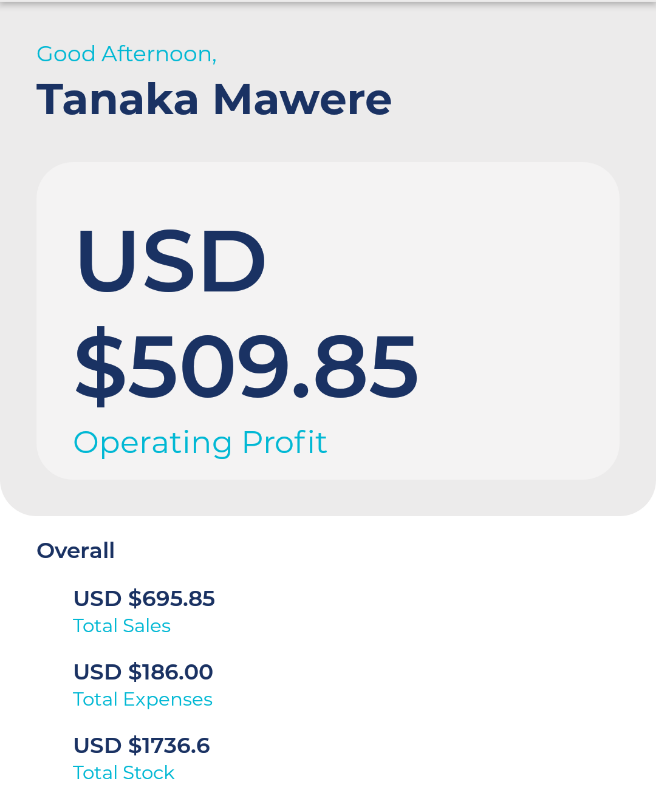 Good Afternoon,
Tanaka Mawere
USD
$509.85
Operating Profit
Overall
USD $695.85
Total Sales
USD $186.00
Total Expenses
USD $1736.6
Total Stock